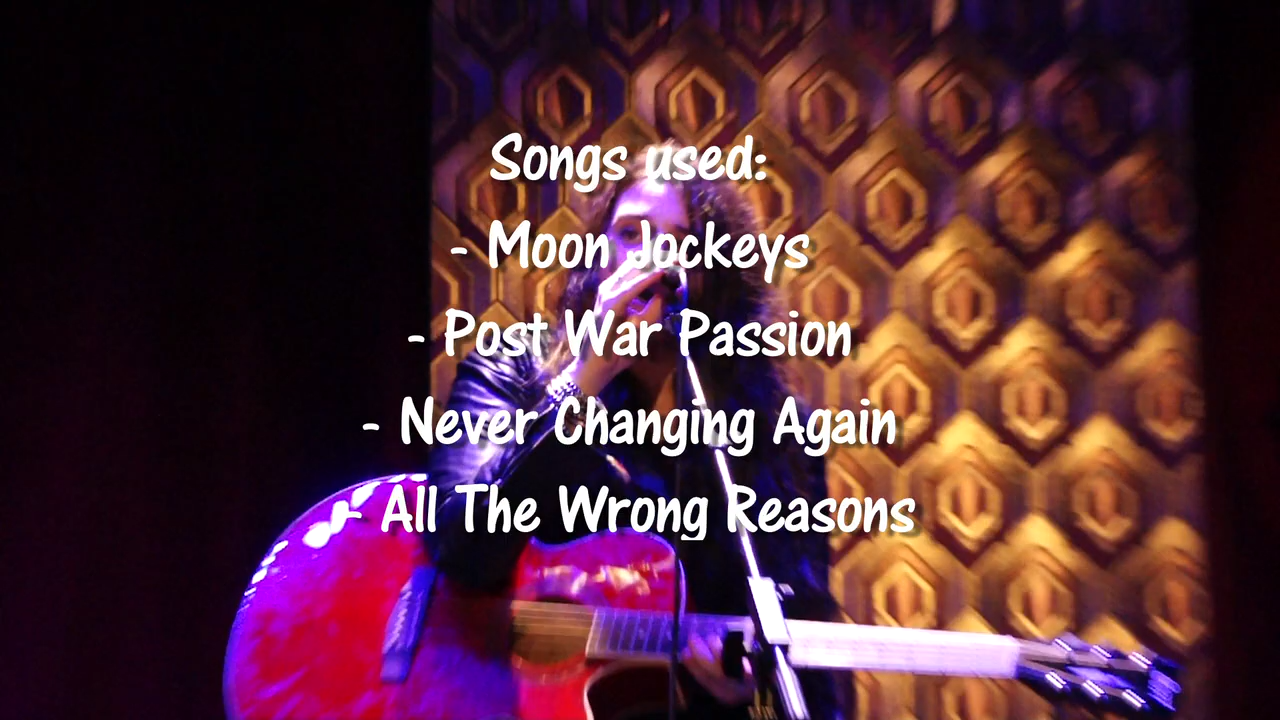 Songs used:
- Moon Jockeys
- Post War Passion
- Never Changing Again
- All The Wrong Reasons